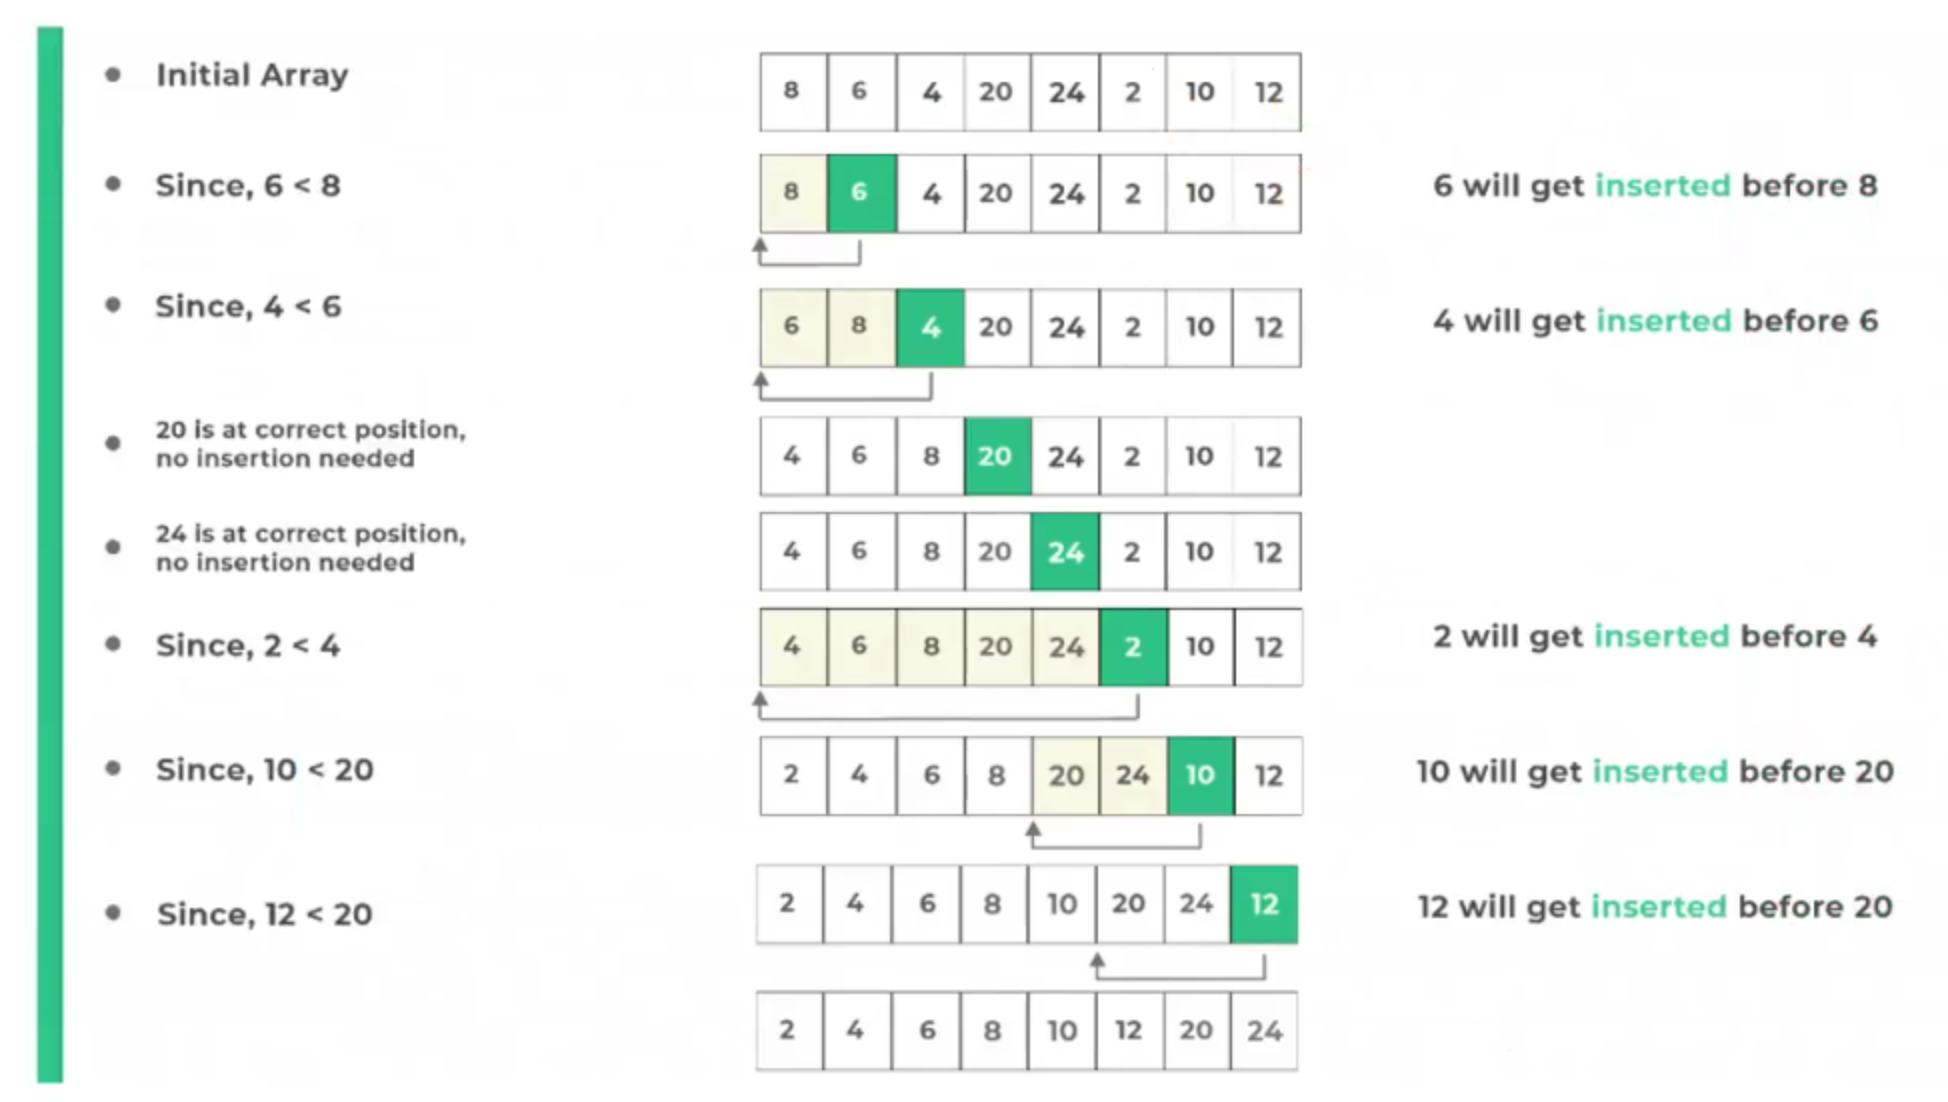 Initial Array
8 6 4 20 24 2 10 12
Since, 6 < 8
8 6 4 20 24 2 10 12
6 will get inserted before 8
Since, 4 < 6
6 8 4 20 24 2 10 12
4 will get inserted before 6
20 is at correct position,
no insertion needed
4 6 8 20 24 2 10 12
24 is at correct position,
no insertion needed
4 6 8 20 24 2 10 12
Since, 2 < 4
4 6 8 20 24 2 10 12
2 will get inserted before 4
Since, 10 < 20
2 4 6 8 20 24 10 12
10 will get inserted before 20
Since, 12 < 20
2 4 6 8 10 20 24 12
12 will get inserted before 20
2 4 6 8 10 12 20 24